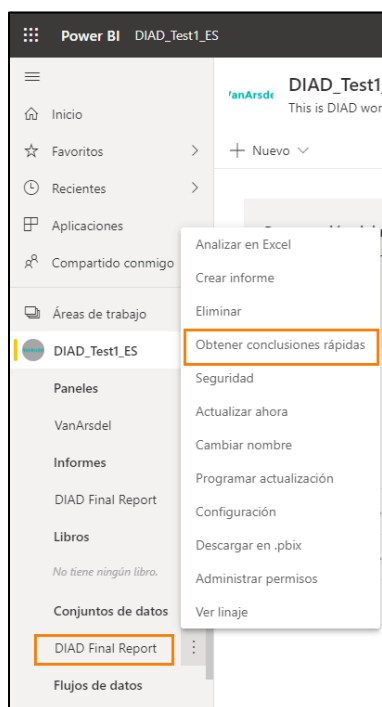 Power BI DIAD_Test1_ES
DIAD_Test1_
This is DIAD wor
Inicio
Nuevo
Favoritos
Recientes
Aplicaciones
Compartido conmigo
Áreas de trabajo
DIAD_Test1_ES
Paneles
VanArsdel
Informes
DIAD Final Report
Libros
No tiene ningún libro.
Conjuntos de datos
DIAD Final Report
Flujos de datos
Analizar en Excel
Crear informe
Eliminar
Obtener conclusiones rápidas
Seguridad
Actualizar ahora
Cambiar nombre
Programar actualización
Configuración
Descargar en .pbix
Administrar permisos
Ver linaje